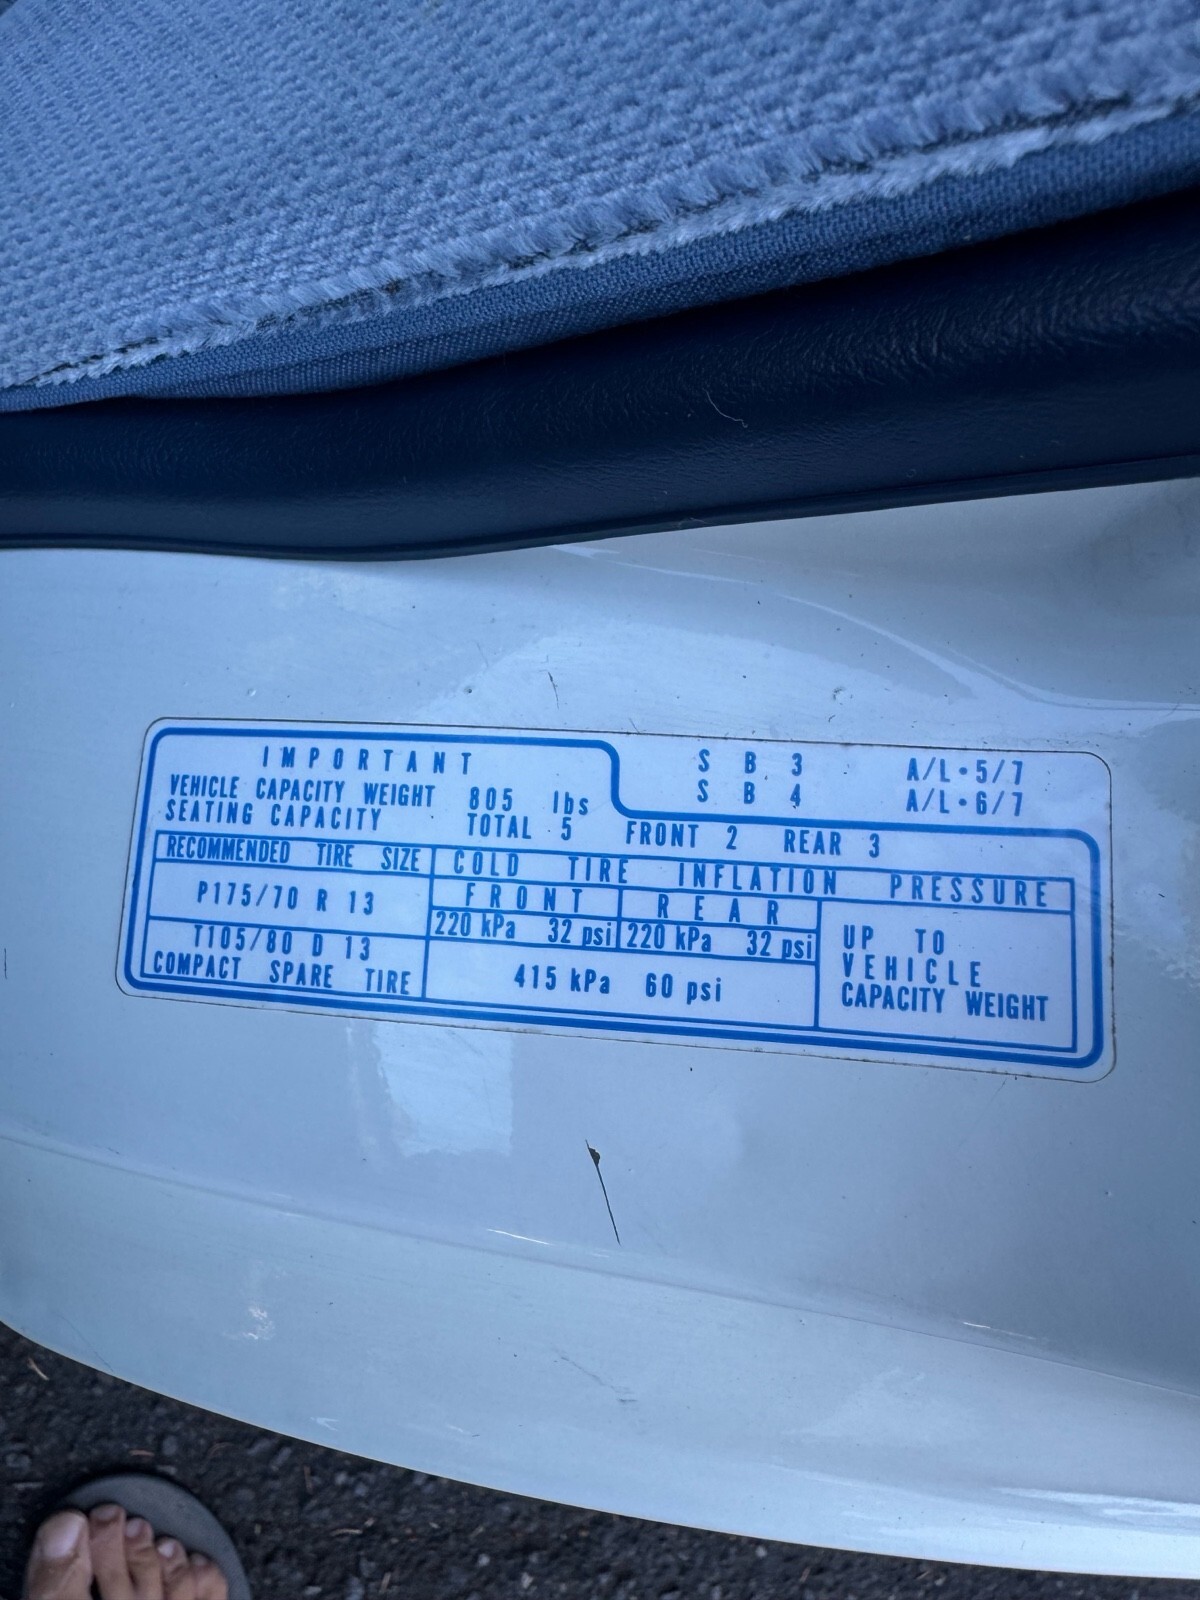 IMPORTANT
S B 3 A/L·5/7
S B 4 A/L·6/7
VEHICLE CAPACITY WEIGHT 805 lbs
SEATING CAPACITY TOTAL 5 FRONT 2 REAR 3
RECOMMENDED TIRE SIZE COLD TIRE INFLATION PRESSURE
FRONT REAR
P175/70 R 13
220 kPa 32 psi 220 kPa 32 psi
T105/80 D 13
COMPACT SPARE TIRE
415 kPa 60 psi
UP TO
VEHICLE
CAPACITY WEIGHT